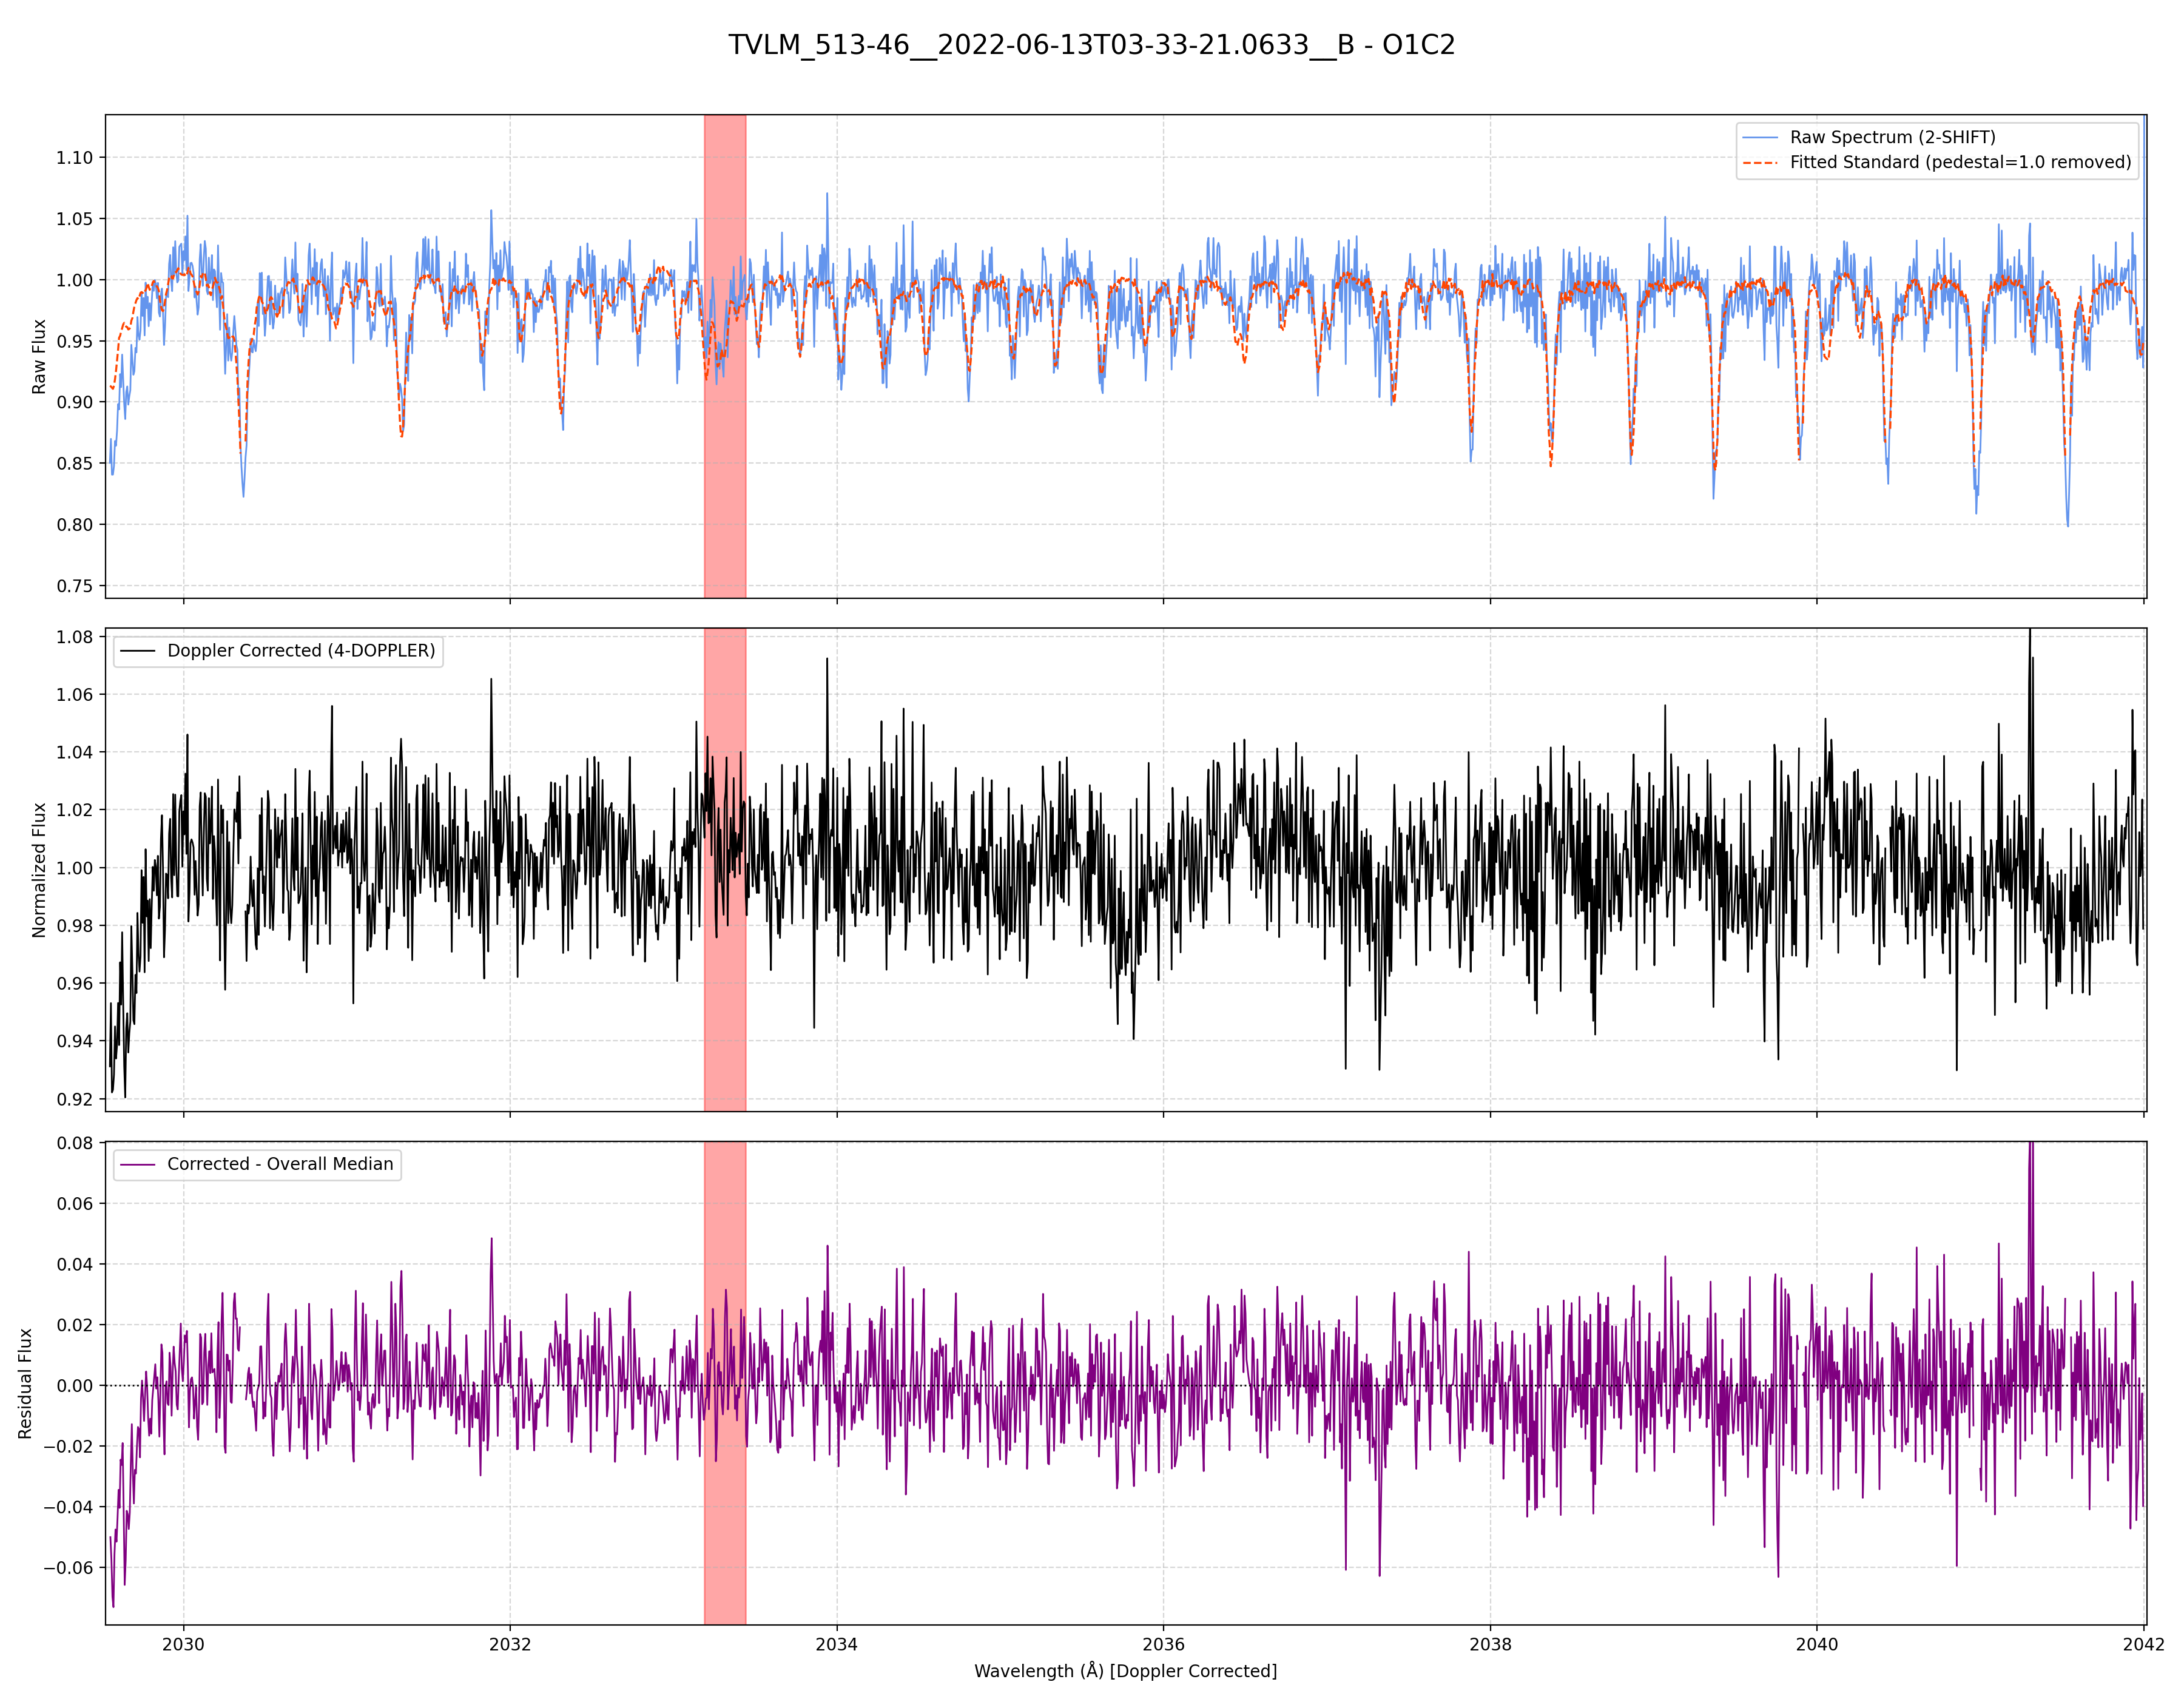 TVLM_513-46__2022-06-13T03-33-21.0633__B - O1C2
Raw Spectrum (2-SHIFT)
Fitted Standard (pedestal=1.0 removed)
Raw Flux
1.10
1.05
1.00
0.95
0.90
0.85
0.80
0.75
Doppler Corrected (4-DOPPLER)
Normalized Flux
1.08
1.06
1.04
1.02
1.00
0.98
0.96
0.94
0.92
Corrected - Overall Median
Residual Flux
0.08
0.06
0.04
0.02
0.00
−0.02
−0.04
−0.06
2030 2032 2034 2036 2038 2040 2042
Wavelength (Å) [Doppler Corrected]